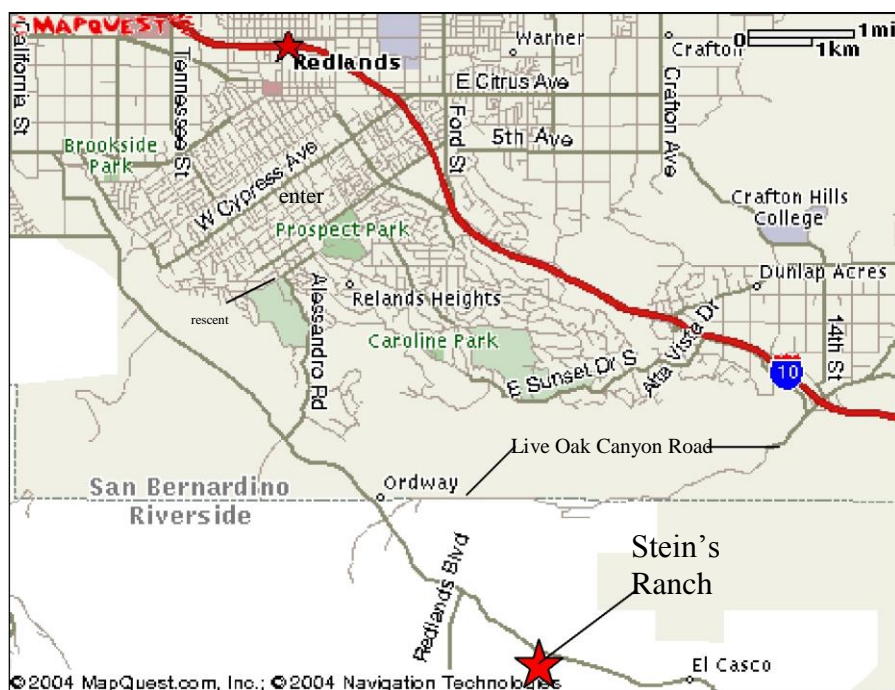 MAPQUEST
Redlands
Warner
Crafton
0
1mi
1km
California St
Tennessee St
E Citrus Ave
Ford St
Crafton Ave
5th Ave
Brookside
Park
W Cypress Ave
enter
Prospect Park
Crafton Hills
College
Dunlap Acres
rescent
Alessandro Rd
Relands Heights
Caroline Park
E Sunset Dr S
Alta Vista Dr
14th St
10
Live Oak Canyon Road
Ordway
San Bernardino
Riverside
Redlands Blvd
Stein's
Ranch
El Casco
©2004 MapQuest.com, Inc.; ©2004 Navigation Technologies